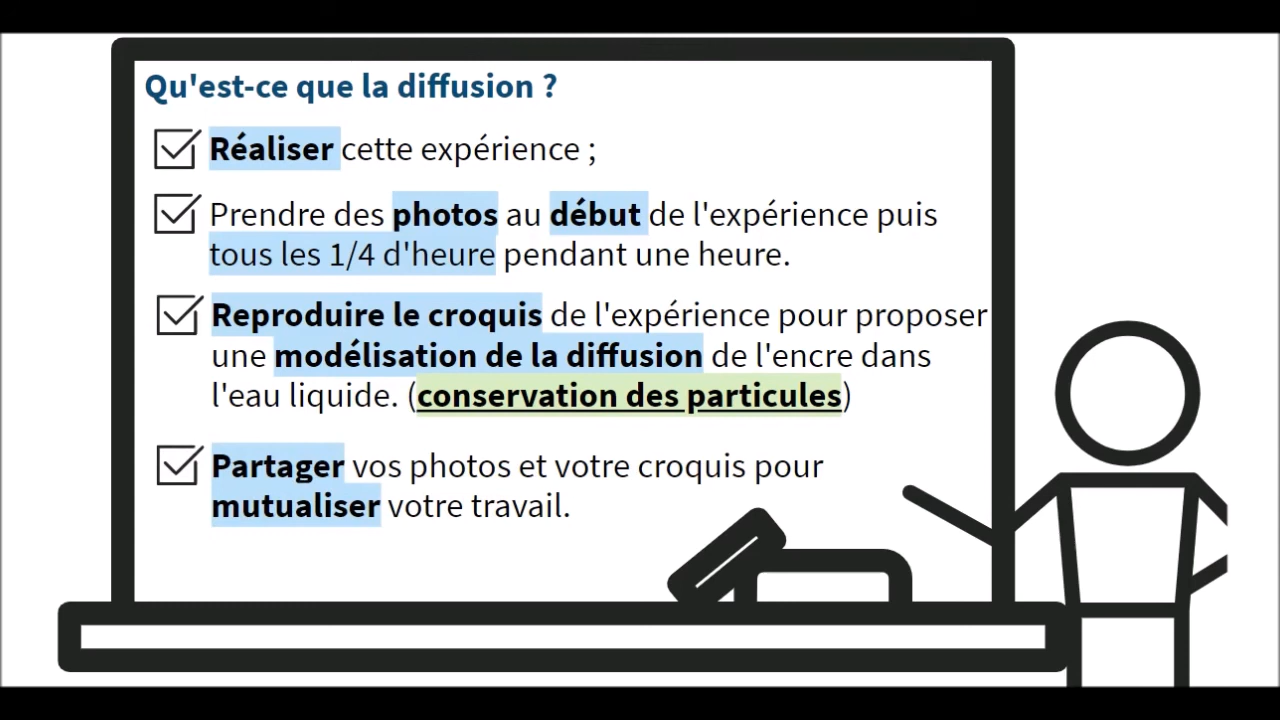 Qu'est-ce que la diffusion ?
Réaliser cette expérience ;
Prendre des photos au début de l'expérience puis
tous les 1/4 d'heure pendant une heure.
Reproduire le croquis de l'expérience pour proposer
une modélisation de la diffusion de l'encre dans
l'eau liquide. (conservation des particules)
Partager vos photos et votre croquis pour
mutualiser votre travail.